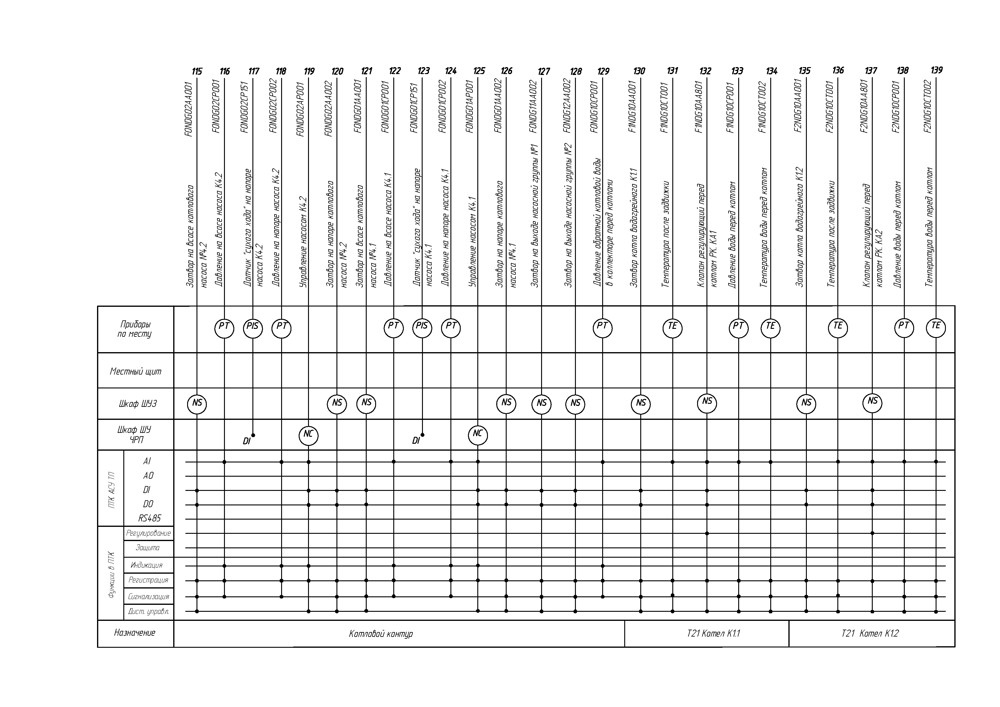 115
116
117
118
119
120
121
122
123
124
125
126
127
128
129
130
131
132
133
134
135
136
137
138
139
F0NDG02AA001
F0NDG02CP001
F0NDG02CP151
F0NDG02CP002
F0NDG02AP001
F0NDG02AA002
F0NDG01AA001
F0NDG01CP001
F0NDG01CP151
F0NDG01CP002
F0NDG01AP001
F0NDG01AA002
F0NDG11AA002
F0NDG12AA002
F0NDG10CP001
F1NDG10AA001
F1NDG10CT001
F1NDG10AA801
F1NDG10CP001
F1NDG10CT002
F2NDG10AA001
F2NDG10CT001
F2NDG10AA801
F2NDG10CP001
F2NDG10CT002
Затвор на всасе котлового
насоса №4.2
Давление на всасе насоса К4.2
Датчик "сухого хода" на напоре
насоса К4.2
Давление на напоре насоса К4.2
Управление насосом К4.2
Затвор на напоре котлового
насоса №4.2
Затвор на всасе котлового
насоса №4.1
Давление на всасе насоса К4.1
Датчик "сухого хода" на напоре
насоса К4.1
Давление на напоре насоса К4.1
Управление насосом К4.1
Затвор на напоре котлового
насоса №4.1
Затвор на выходе насосной группы №1
Затвор на выходе насосной группы №2
Давление обратной котловой воды
в коллекторе перед котлами
Затвор котла водогрейного К1.1
Температура после задвижки
Клапан регулирующий перед
котлом РК. КА1
Давление воды перед котлом
Температура воды перед котлом
Затвор котла водогрейного К1.2
Температура после задвижки
Клапан регулирующий перед
котлом РК. КА2
Давление воды перед котлом
Температура воды перед котлом
Приборы
по месту
PT
PIS
PT
PT
PIS
PT
PT
TE
PT
TE
TE
PT
TE
Местный щит
Шкаф ШУЗ
NS
NS
NS
NS
NS
NS
NS
NS
NS
NS
Шкаф ШУ
ЧРП
DI
NC
DI
NC
ПТК АСУ ТП
AI
AO
DI
DO
RS485
Функции в ПТК
Регулирование
Защита
Индикация
Регистрация
Сигнализация
Дист. управл.
Назначение
Котловой контур
Т21 Котел К1.1
Т21 Котел К1.2